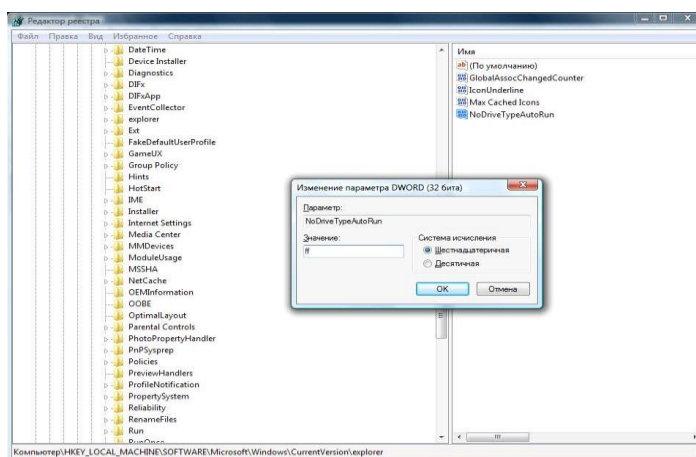 Редактор реестра
Файл Правка Вид Избранное Справка
DateTime
Device Installer
Diagnostics
DIFx
DIFxApp
EventCollector
explorer
Ext
FakeDefaultUserProfile
GameUX
Group Policy
Hints
HotStart
IME
Installer
Internet Settings
Media Center
MMDevices
ModuleUsage
MSSHA
NetCache
OEMInformation
OOBE
OptimalLayout
Parental Controls
PhotoPropertyHandler
PnPSysprep
Policies
PreviewHandlers
ProfileNotification
PropertySystem
Reliability
RenameFiles
Run
RunOnce
Имя
ab (По умолчанию)
GlobalAssocChangedCounter
IconUnderline
Max Cached Icons
NoDriveTypeAutoRun
Изменение параметра DWORD (32 бита)
Параметр:
NoDriveTypeAutoRun
Значение:
ff
Система исчисления
Шестнадцатеричная
Десятичная
OK Отмена
Компьютер\HKEY_LOCAL_MACHINE\SOFTWARE\Microsoft\Windows\CurrentVersion\explorer